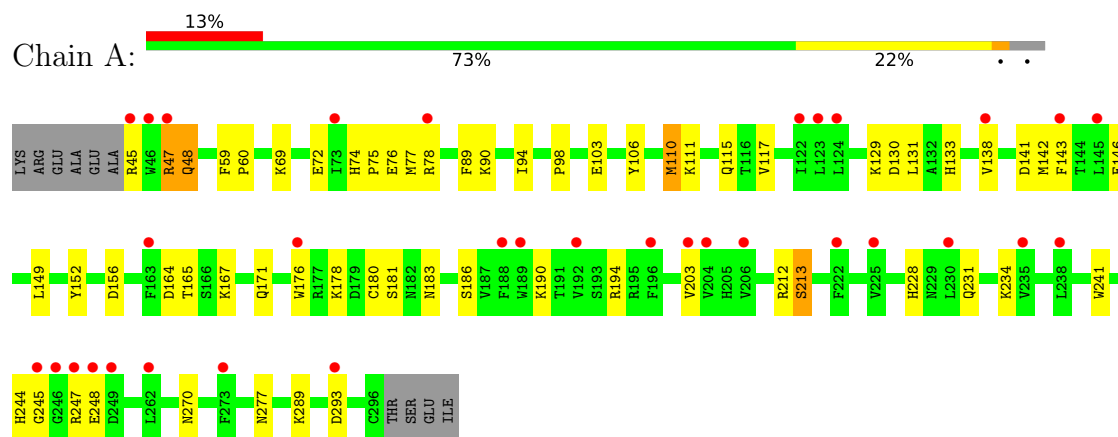 13%
Chain A:
73% 22% • •
LYS ARG GLU ALA GLU ALA R45 W46 R47 Q48 F59 P60 K69 E72 I73 H74 P75 E76 M77 R78 F89 K90 I94 P98 E103 Y106 M110 K111 Q115 T116 V117 I122 L123 L124 K129 D130 L131 A132 H133 V138 D141 M142 F143 T144 L145
L149 Y152 D156 F163 D164 T165 S166 K167 Q171 W176 R177 K178 D179 C180 S181 N182 N183 S186 V187 F188 W189 K190 T191 V192 S193 R194 R195 F196 V203 V204 H205 V206 R212 S213 F222 V225 H228 N229 L230 Q231 K234 V235 L238 W241
H244 G245 G246 R247 E248 D249 L262 N270 F273 N277 K289 D293 C296 THR SER GLU ILE